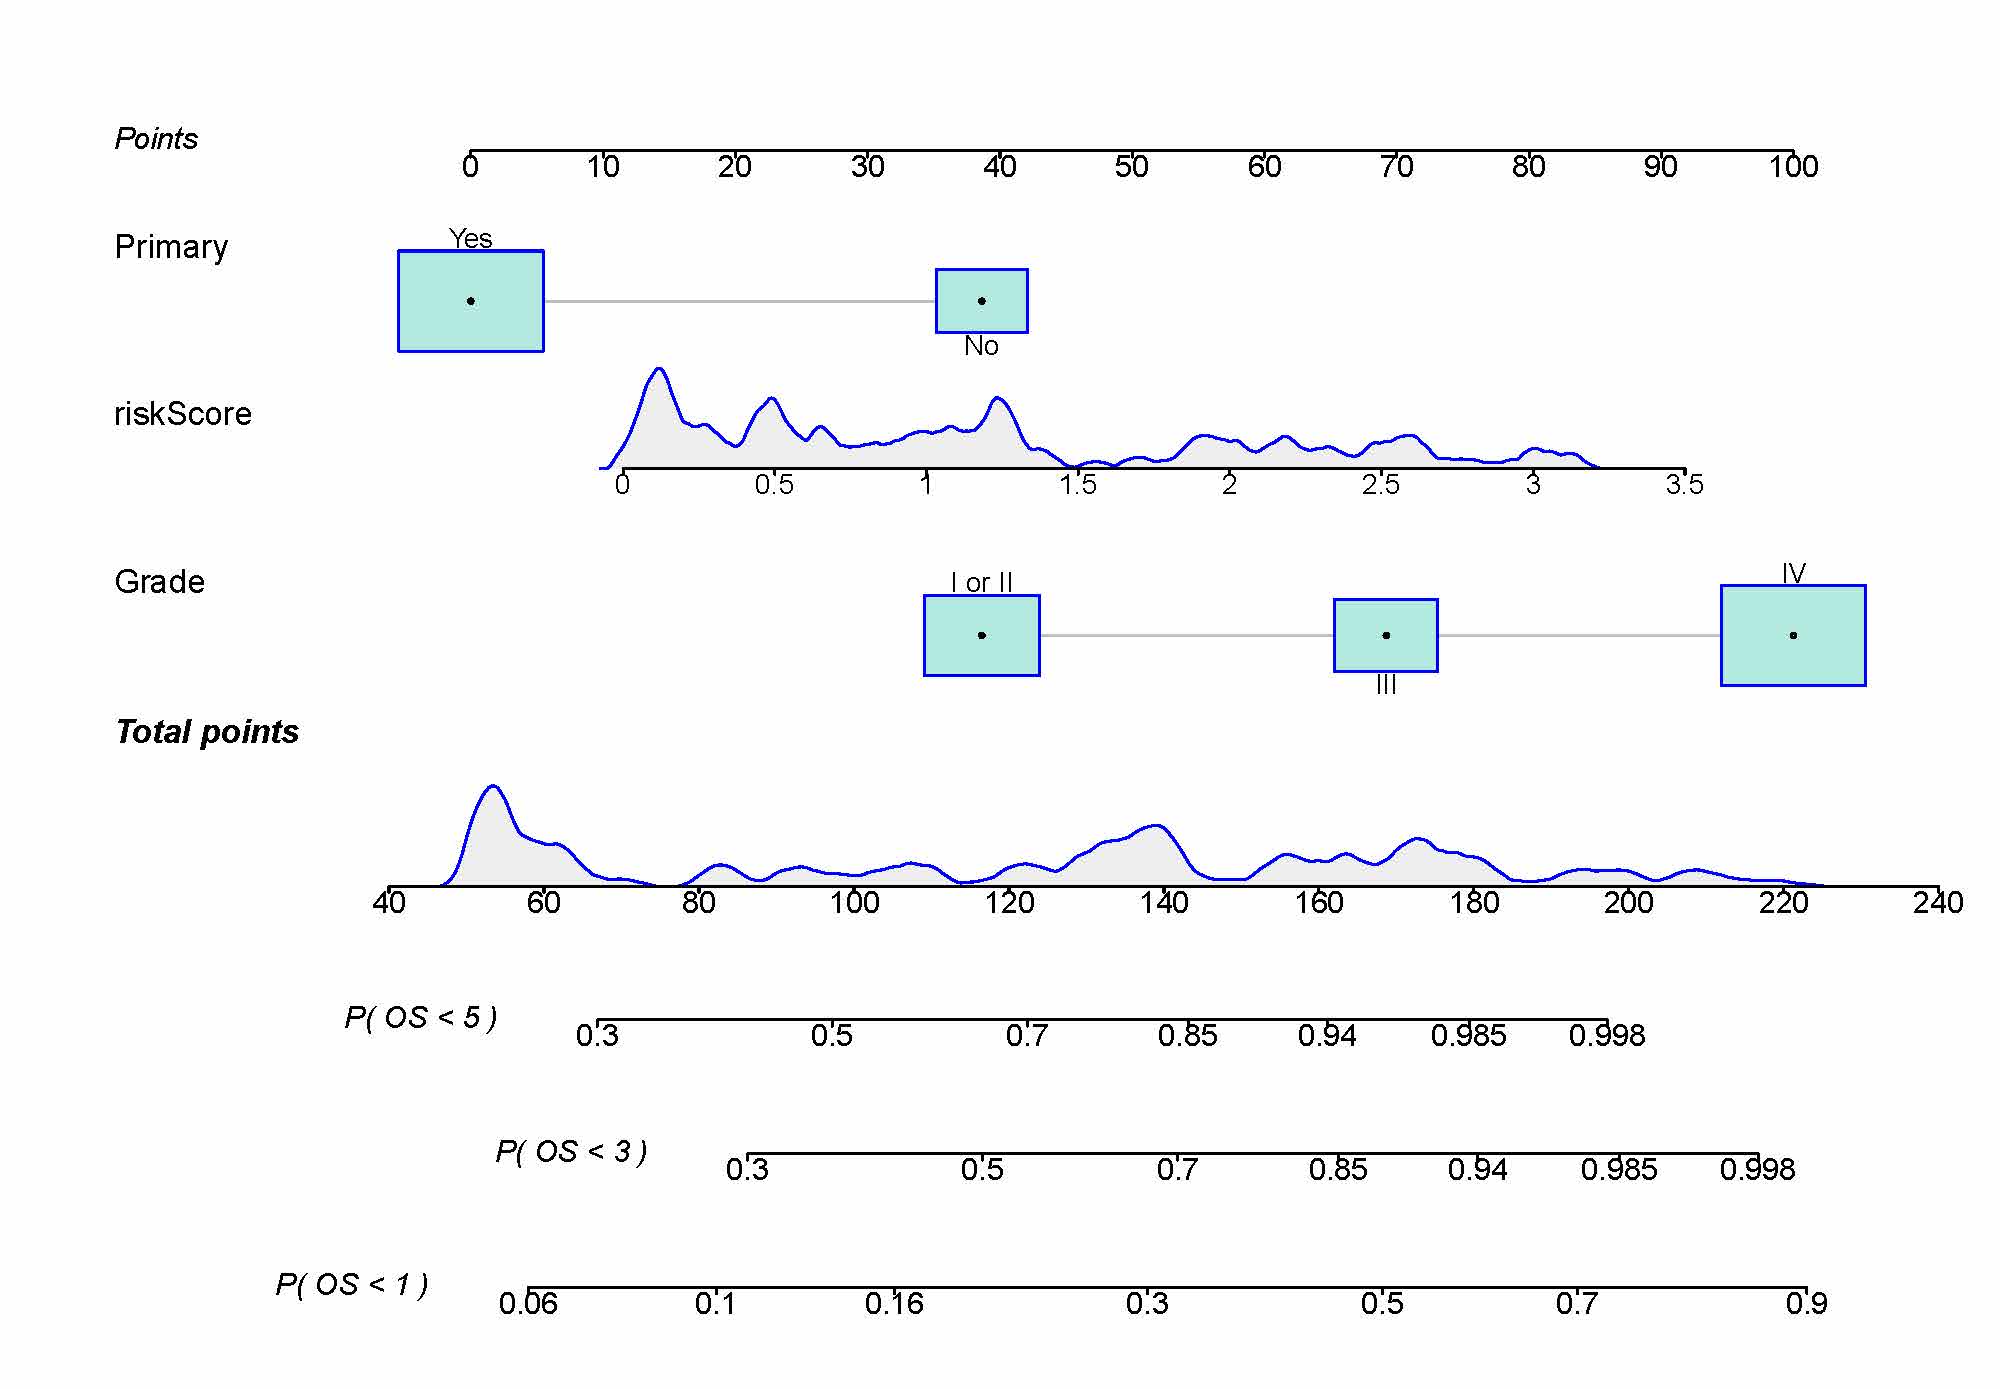 Points
0 10 20 30 40 50 60 70 80 90 100
Primary
Yes
No
riskScore
0 0.5 1 1.5 2 2.5 3 3.5
Grade
I or II
III
IV
Total points
40 60 80 100 120 140 160 180 200 220 240
P( OS < 5 )
0.3 0.5 0.7 0.85 0.94 0.985 0.998
P( OS < 3 )
0.3 0.5 0.7 0.85 0.94 0.985 0.998
P( OS < 1 )
0.06 0.1 0.16 0.3 0.5 0.7 0.9